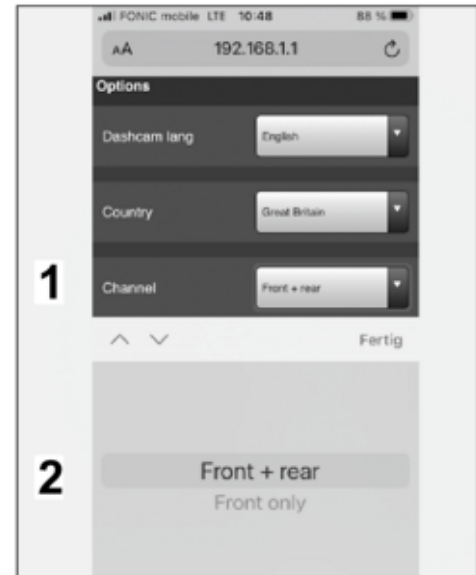 FONIC mobile LTE 10:48 88 %
AA 192.168.1.1
Options
Dashcam lang English
Country Great Britain
1 Channel Front + rear
Fertig
2 Front + rear
Front only